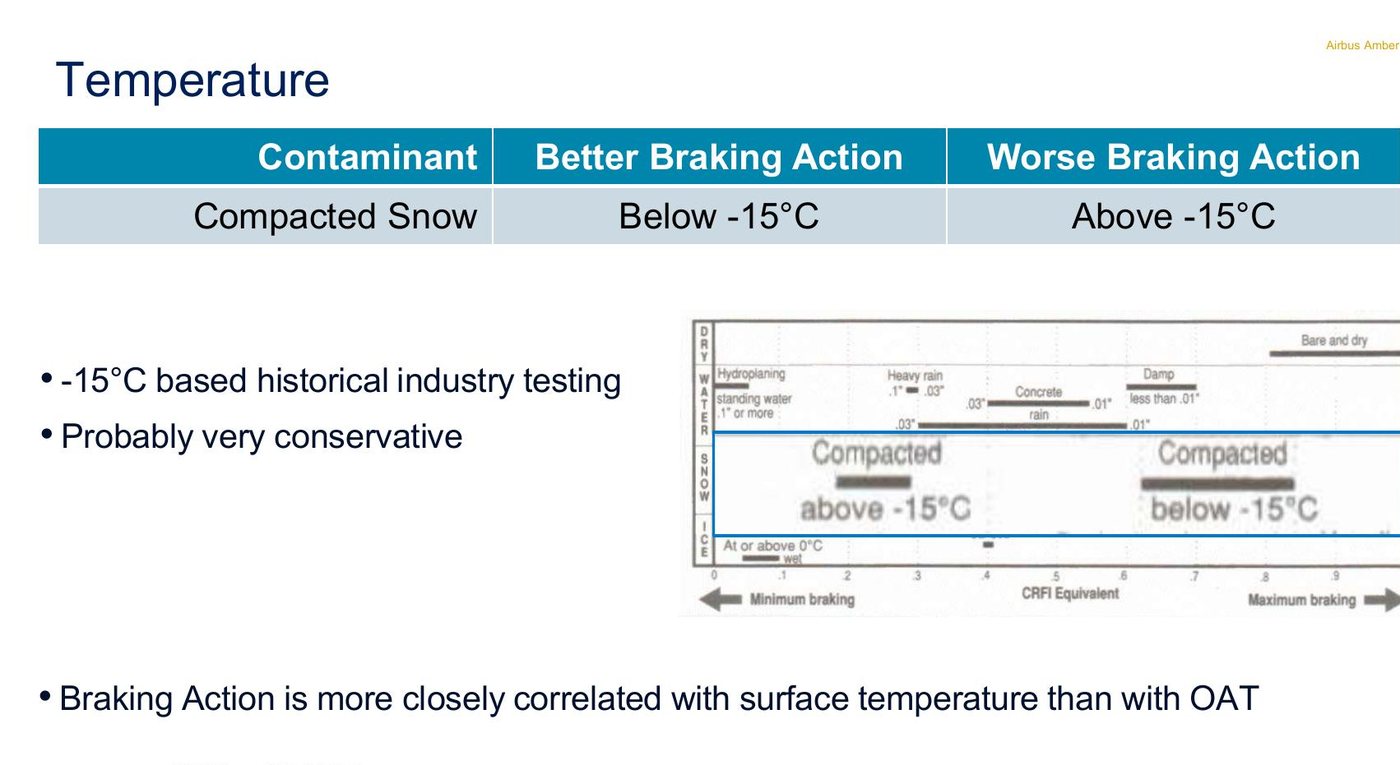 Airbus Amber
Temperature
Contaminant Better Braking Action Worse Braking Action
Compacted Snow Below -15°C Above -15°C
• -15°C based historical industry testing
• Probably very conservative
DRY
WATER
SNOW
ICE
Bare and dry
Hydroplaning
standing water
.1" or more
Heavy rain
.1" .03"
Concrete
.03" .01"
rain
.03" .01"
Damp
less than .01"
Compacted
above -15°C
Compacted
below -15°C
At or above 0°C
wet
0 .1 .2 .3 .4 .5 .6 .7 .8 .9
CRFI Equivalent
Minimum braking
Maximum braking
• Braking Action is more closely correlated with surface temperature than with OAT